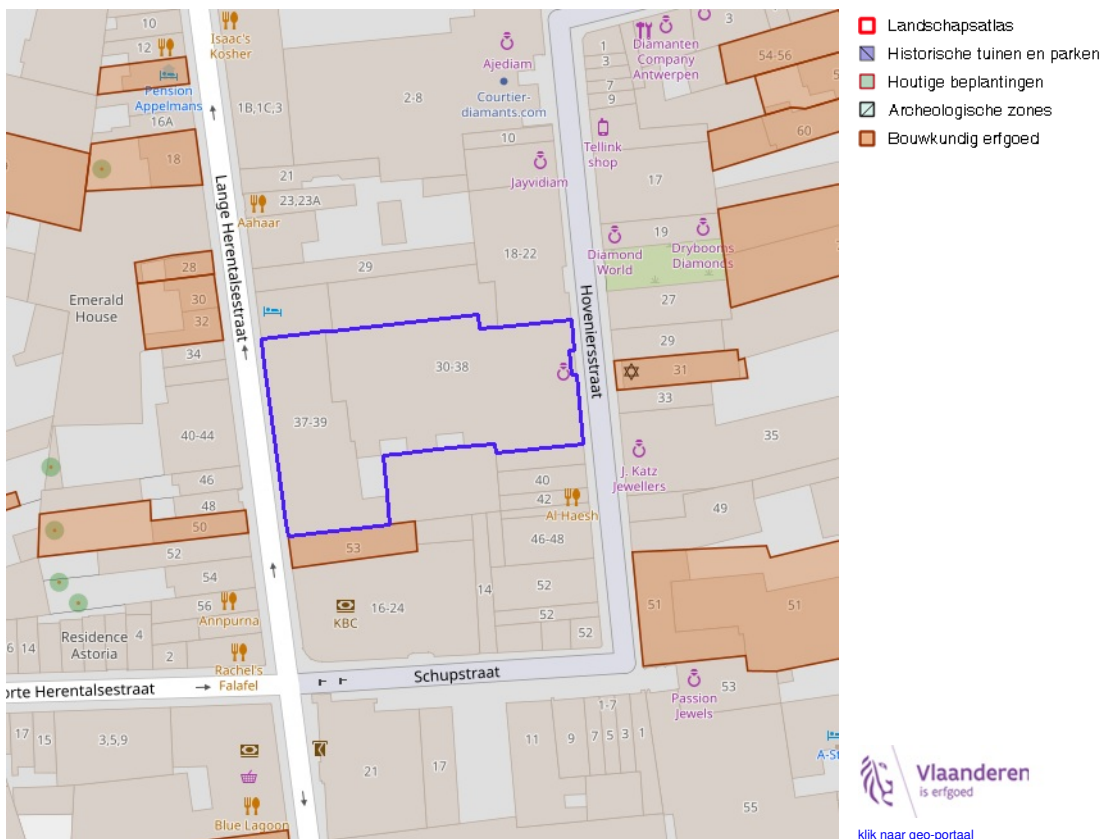 10
12
Isaac's
Kosher
Pension
Appelmans
16A
18
1B,1C,3
2-8
Ajediam
Courtier-
diamants.com
10
Jayvidiam
1
3
7
9
Diamanten
Company
Antwerpen
3
54-56
60
Tellink
shop
17
21
23,23A
Aahaar
Lange Herentalsestraat
29
18-22
19
Diamond
World
Drybooms
Diamonds
27
28
30
32
34
Emerald
House
Hoveniersstraat
29
31
33
30-38
37-39
35
40-44
46
48
50
52
54
56
Annpurna
J. Katz
Jewellers
49
40
42
Al Haesh
46-48
52
52
52
53
14
16-24
KBC
51
51
Residence
Astoria
4
2
6
14
Rachel's
Falafel
orte Herentalsestraat
Schupstraat
Passion
Jewels
53
1-7
17
15
3,5,9
21
17
11
9
7
5
3
1
55
A-St
Blue Lagoon
Landschapsatlas
Historische tuinen en parken
Houtige beplantingen
Archeologische zones
Bouwkundig erfgoed
Vlaanderen
is erfgoed
klik naar geo-portaal